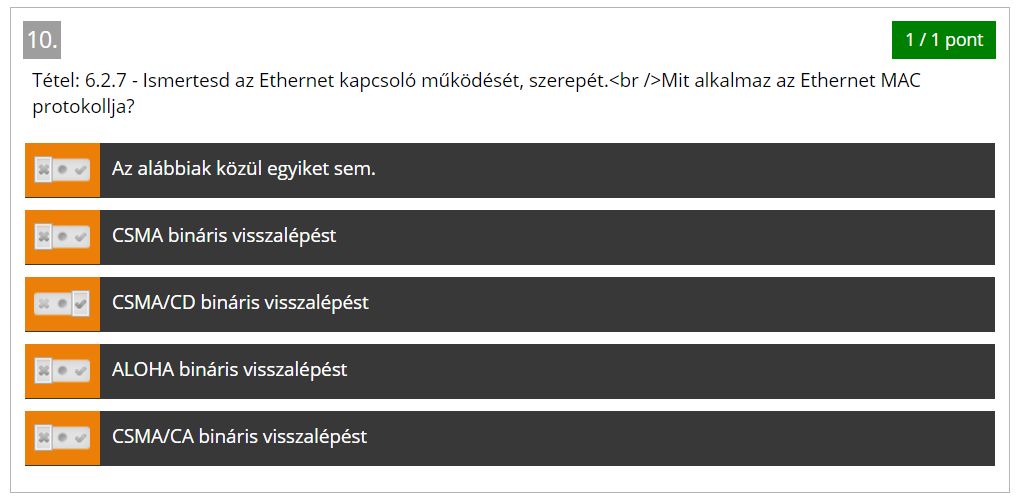 10.
1 / 1 pont
Tétel: 6.2.7 - Ismertesd az Ethernet kapcsoló működését, szerepét.<br />Mit alkalmaz az Ethernet MAC
protokollja?
Az alábbiak közül egyiket sem.
CSMA bináris visszalépést
CSMA/CD bináris visszalépést
ALOHA bináris visszalépést
CSMA/CA bináris visszalépést